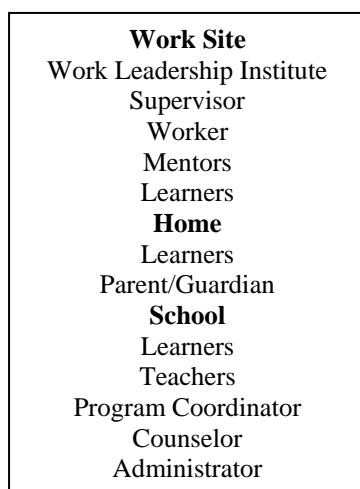 Work Site
Work Leadership Institute
Supervisor
Worker
Mentors
Learners
Home
Learners
Parent/Guardian
School
Learners
Teachers
Program Coordinator
Counselor
Administrator